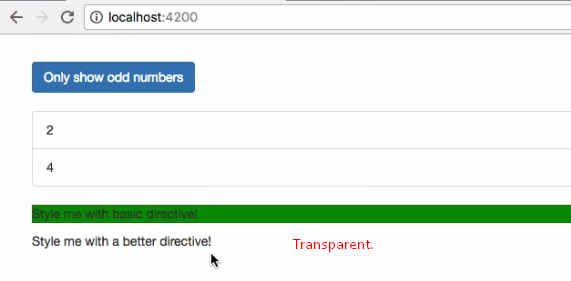 localhost:4200
Only show odd numbers
2
4
Style me with basic directive!
Style me with a better directive!
Transparent.